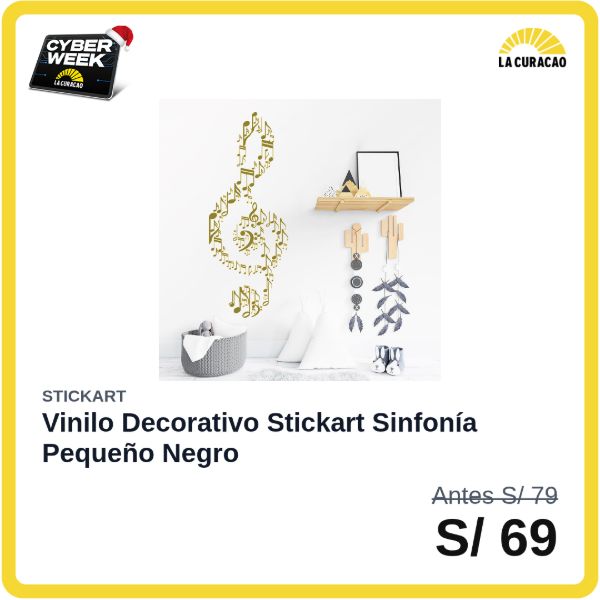 CYBER
WEEK
LA CURACAO
LA CURACAO
STICKART
Vinilo Decorativo Stickart Sinfonía
Pequeño Negro
Antes S/ 79
S/ 69